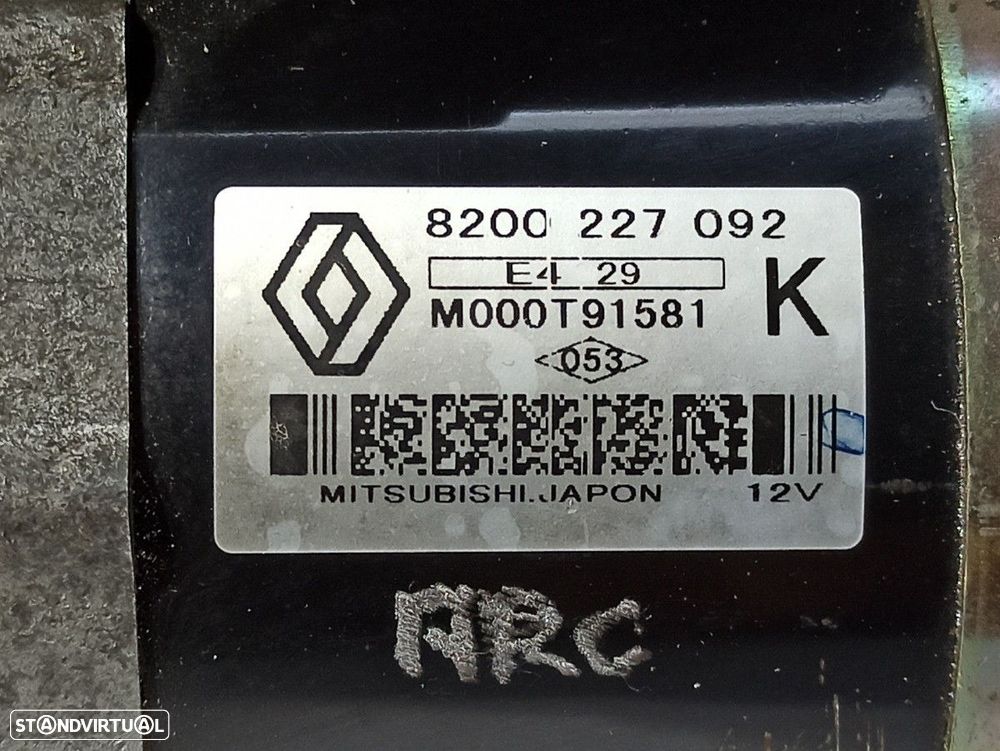 8200 227 092
E4 29
M000T91581
K
053
MITSUBISHI.JAPON 12V
ARC
STANDVIRTUAL